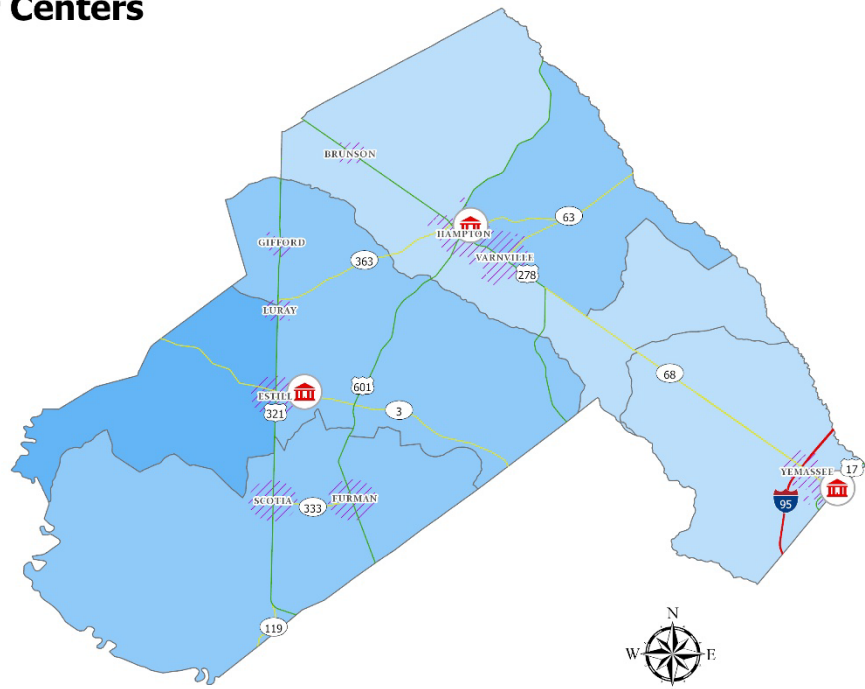 Centers
BRUNSON
63
HAMPTON
GIFFORD
VARNVILLE
363
278
LURAY
68
601
ESTILL
3
321
17
YEMASSEE
SCOTIA
FURMAN
333
95
N
119
W
E